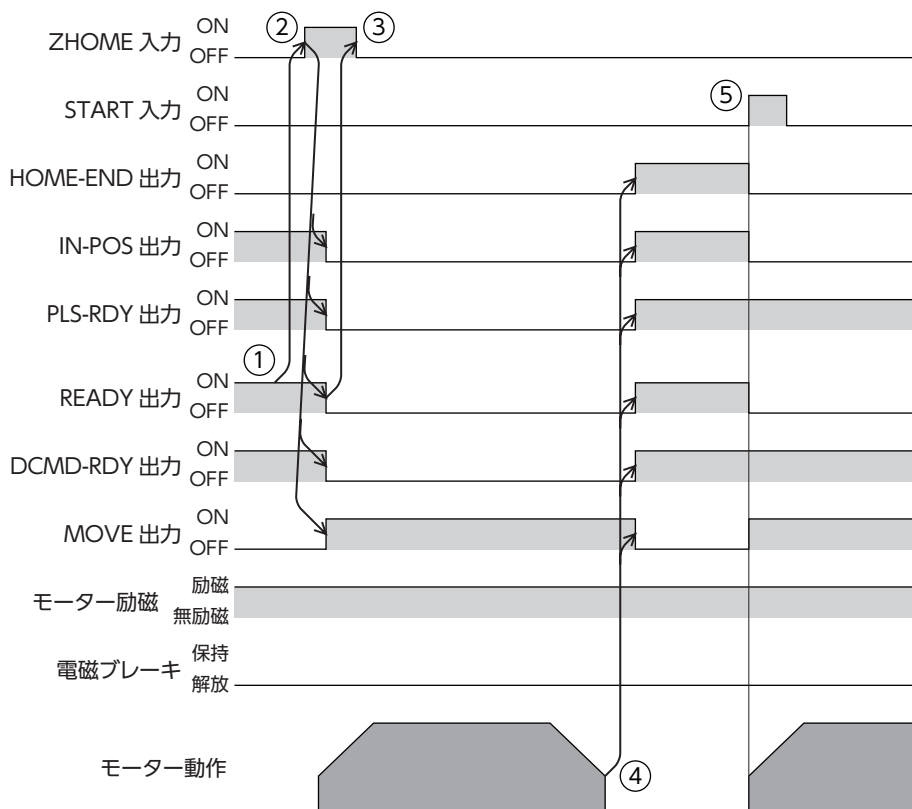 ZHOME 入力 ON ② ③
OFF
START 入力 ON ⑤
OFF
HOME-END 出力 ON
OFF
IN-POS 出力 ON
OFF
PLS-RDY 出力 ON
OFF
①
READY 出力 ON
OFF
DCMD-RDY 出力 ON
OFF
MOVE 出力 ON
OFF
モーター励磁 励磁
無励磁
電磁ブレーキ 保持
解放
モーター動作 ④